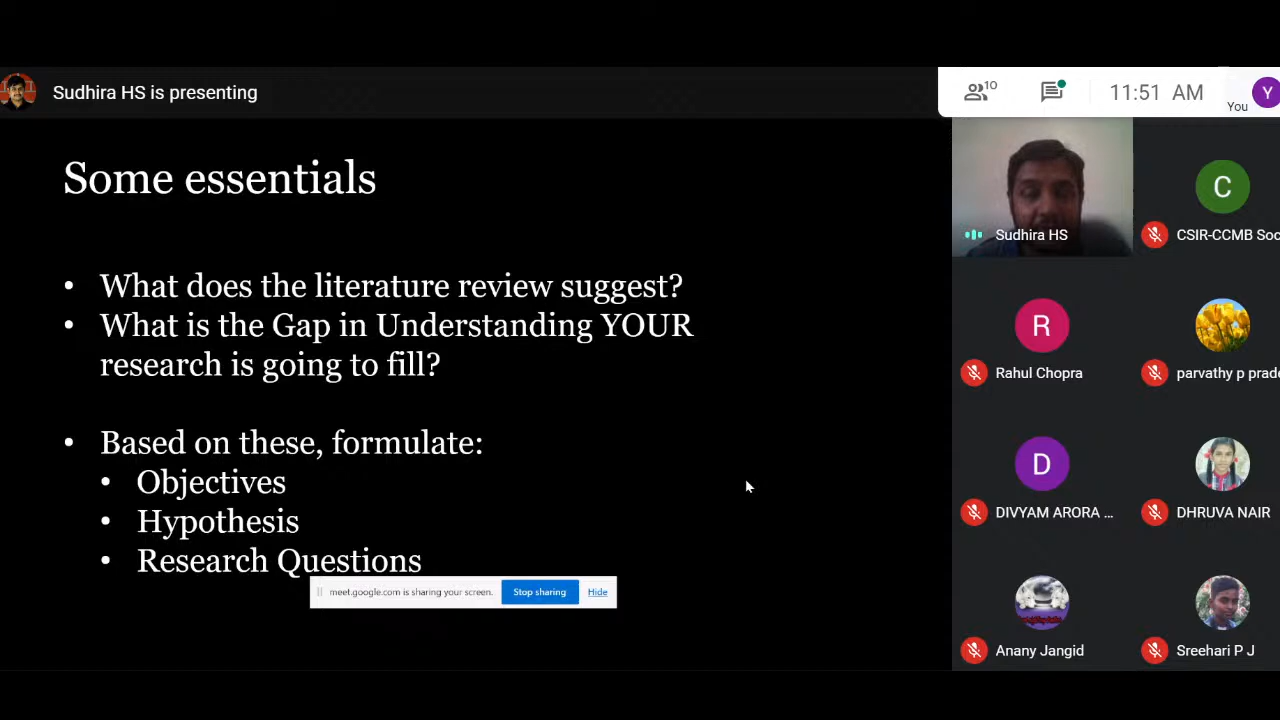 Sudhira HS is presenting
10
11:51 AM
You
Y
Some essentials
• What does the literature review suggest?
• What is the Gap in Understanding YOUR
research is going to fill?
• Based on these, formulate:
• Objectives
• Hypothesis
• Research Questions
meet.google.com is sharing your screen.
Stop sharing
Hide
Sudhira HS
C
CSIR-CCMB Soc
R
Rahul Chopra
parvathy p prade
D
DIVYAM ARORA ...
DHRUVA NAIR
Anany Jangid
Sreehari P J